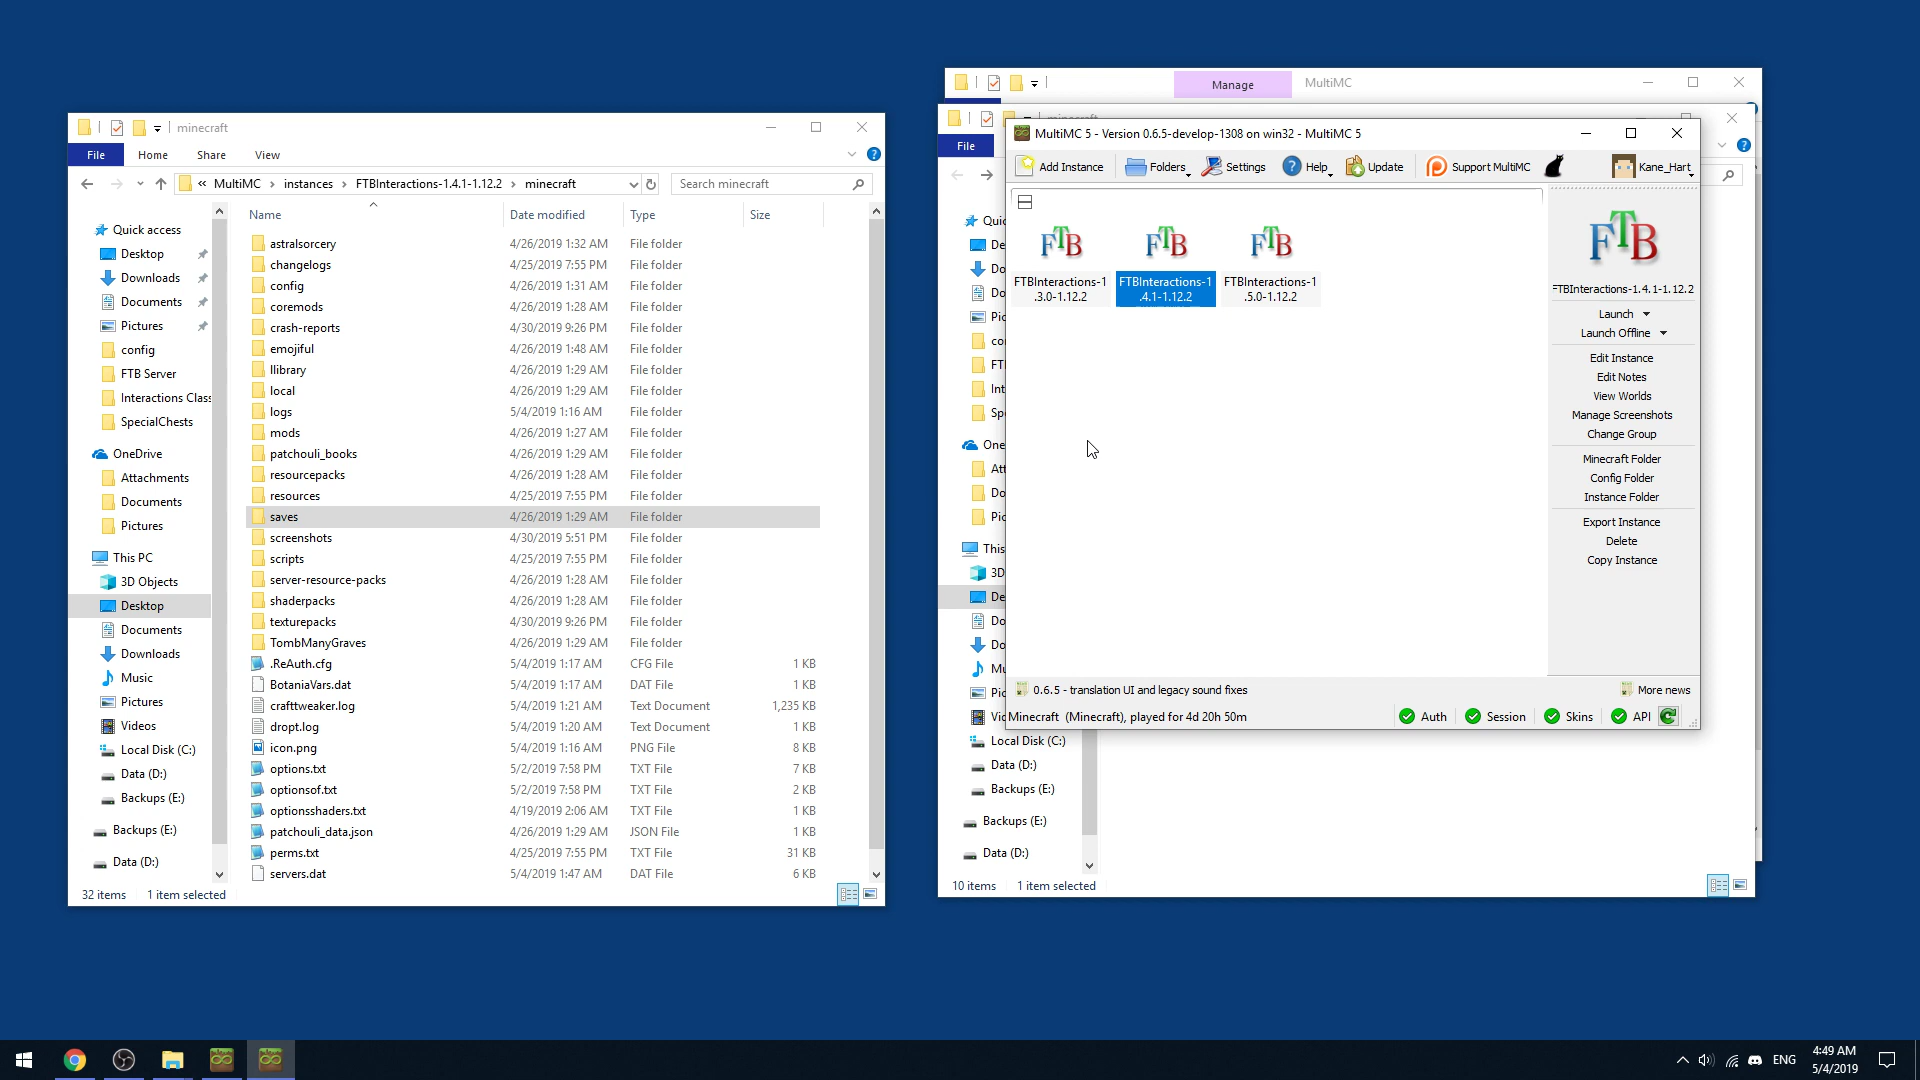 minecraft
File
Home
Share
View
« MultiMC › instances › FTBInteractions-1.4.1-1.12.2 › minecraft
Search minecraft
Name Date modified Type Size
Quick access
Desktop
Downloads
Documents
Pictures
config
FTB Server
Interactions Class
SpecialChests
OneDrive
Attachments
Documents
Pictures
This PC
3D Objects
Desktop
Documents
Downloads
Music
Pictures
Videos
Local Disk (C:)
Data (D:)
Backups (E:)
Backups (E:)
Data (D:)
astralsorcery 4/26/2019 1:32 AM File folder
changelogs 4/25/2019 7:55 PM File folder
config 4/26/2019 1:31 AM File folder
coremods 4/26/2019 1:28 AM File folder
crash-reports 4/30/2019 9:26 PM File folder
emojiful 4/26/2019 1:48 AM File folder
llibrary 4/26/2019 1:29 AM File folder
local 4/26/2019 1:29 AM File folder
logs 5/4/2019 1:16 AM File folder
mods 4/26/2019 1:27 AM File folder
patchouli_books 4/26/2019 1:29 AM File folder
resourcepacks 4/26/2019 1:28 AM File folder
resources 4/25/2019 7:55 PM File folder
saves 4/26/2019 1:29 AM File folder
screenshots 4/30/2019 5:51 PM File folder
scripts 4/25/2019 7:55 PM File folder
server-resource-packs 4/26/2019 1:28 AM File folder
shaderpacks 4/26/2019 1:28 AM File folder
texturepacks 4/30/2019 9:26 PM File folder
TombManyGraves 4/26/2019 1:29 AM File folder
.ReAuth.cfg 5/4/2019 1:17 AM CFG File 1 KB
BotaniaVars.dat 5/4/2019 1:17 AM DAT File 1 KB
crafttweaker.log 5/4/2019 1:21 AM Text Document 1,235 KB
dropt.log 5/4/2019 1:20 AM Text Document 1 KB
icon.png 5/4/2019 1:16 AM PNG File 8 KB
options.txt 5/2/2019 7:58 PM TXT File 7 KB
optionsof.txt 5/2/2019 7:58 PM TXT File 2 KB
optionsshaders.txt 4/19/2019 2:06 AM TXT File 1 KB
patchouli_data.json 4/26/2019 1:29 AM JSON File 1 KB
perms.txt 4/25/2019 7:55 PM TXT File 31 KB
servers.dat 5/4/2019 1:47 AM DAT File 6 KB
32 items 1 item selected
Manage MultiMC
File
Local Disk (C:)
Data (D:)
Backups (E:)
Backups (E:)
Data (D:)
10 items 1 item selected
MultiMC 5 - Version 0.6.5-develop-1308 on win32 - MultiMC 5
Add Instance
Folders
Settings
Help
Update
Support MultiMC
Kane_Hart
FTB
FTBInteractions-1
.3.0-1.12.2
FTB
FTBInteractions-1
.4.1-1.12.2
FTB
FTBInteractions-1
.5.0-1.12.2
FTB
FTBInteractions-1.4.1-1.12.2
Launch
Launch Offline
Edit Instance
Edit Notes
View Worlds
Manage Screenshots
Change Group
Minecraft Folder
Config Folder
Instance Folder
Export Instance
Delete
Copy Instance
0.6.5 - translation UI and legacy sound fixes
More news
Minecraft (Minecraft), played for 4d 20h 50m
Auth
Session
Skins
API
ENG
4:49 AM
5/4/2019